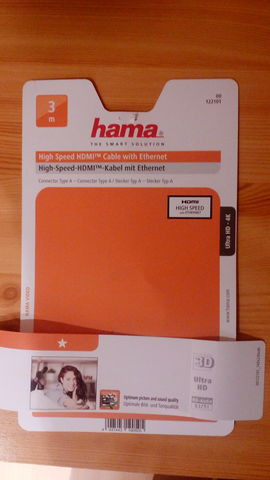 3
m
00
122101
hama®
THE SMART SOLUTION
High Speed HDMI™ Cable with Ethernet
High-Speed-HDMI™-Kabel mit Ethernet
Connector Type A – Connector Type A / Stecker Typ A – Stecker Typ A
HDMI
HIGH SPEED
w/ ETHERNET
Ultra HD - 4K
3D
Ultra
HD
Optimum picture and sound quality
Optimale Bild- und Tonqualität